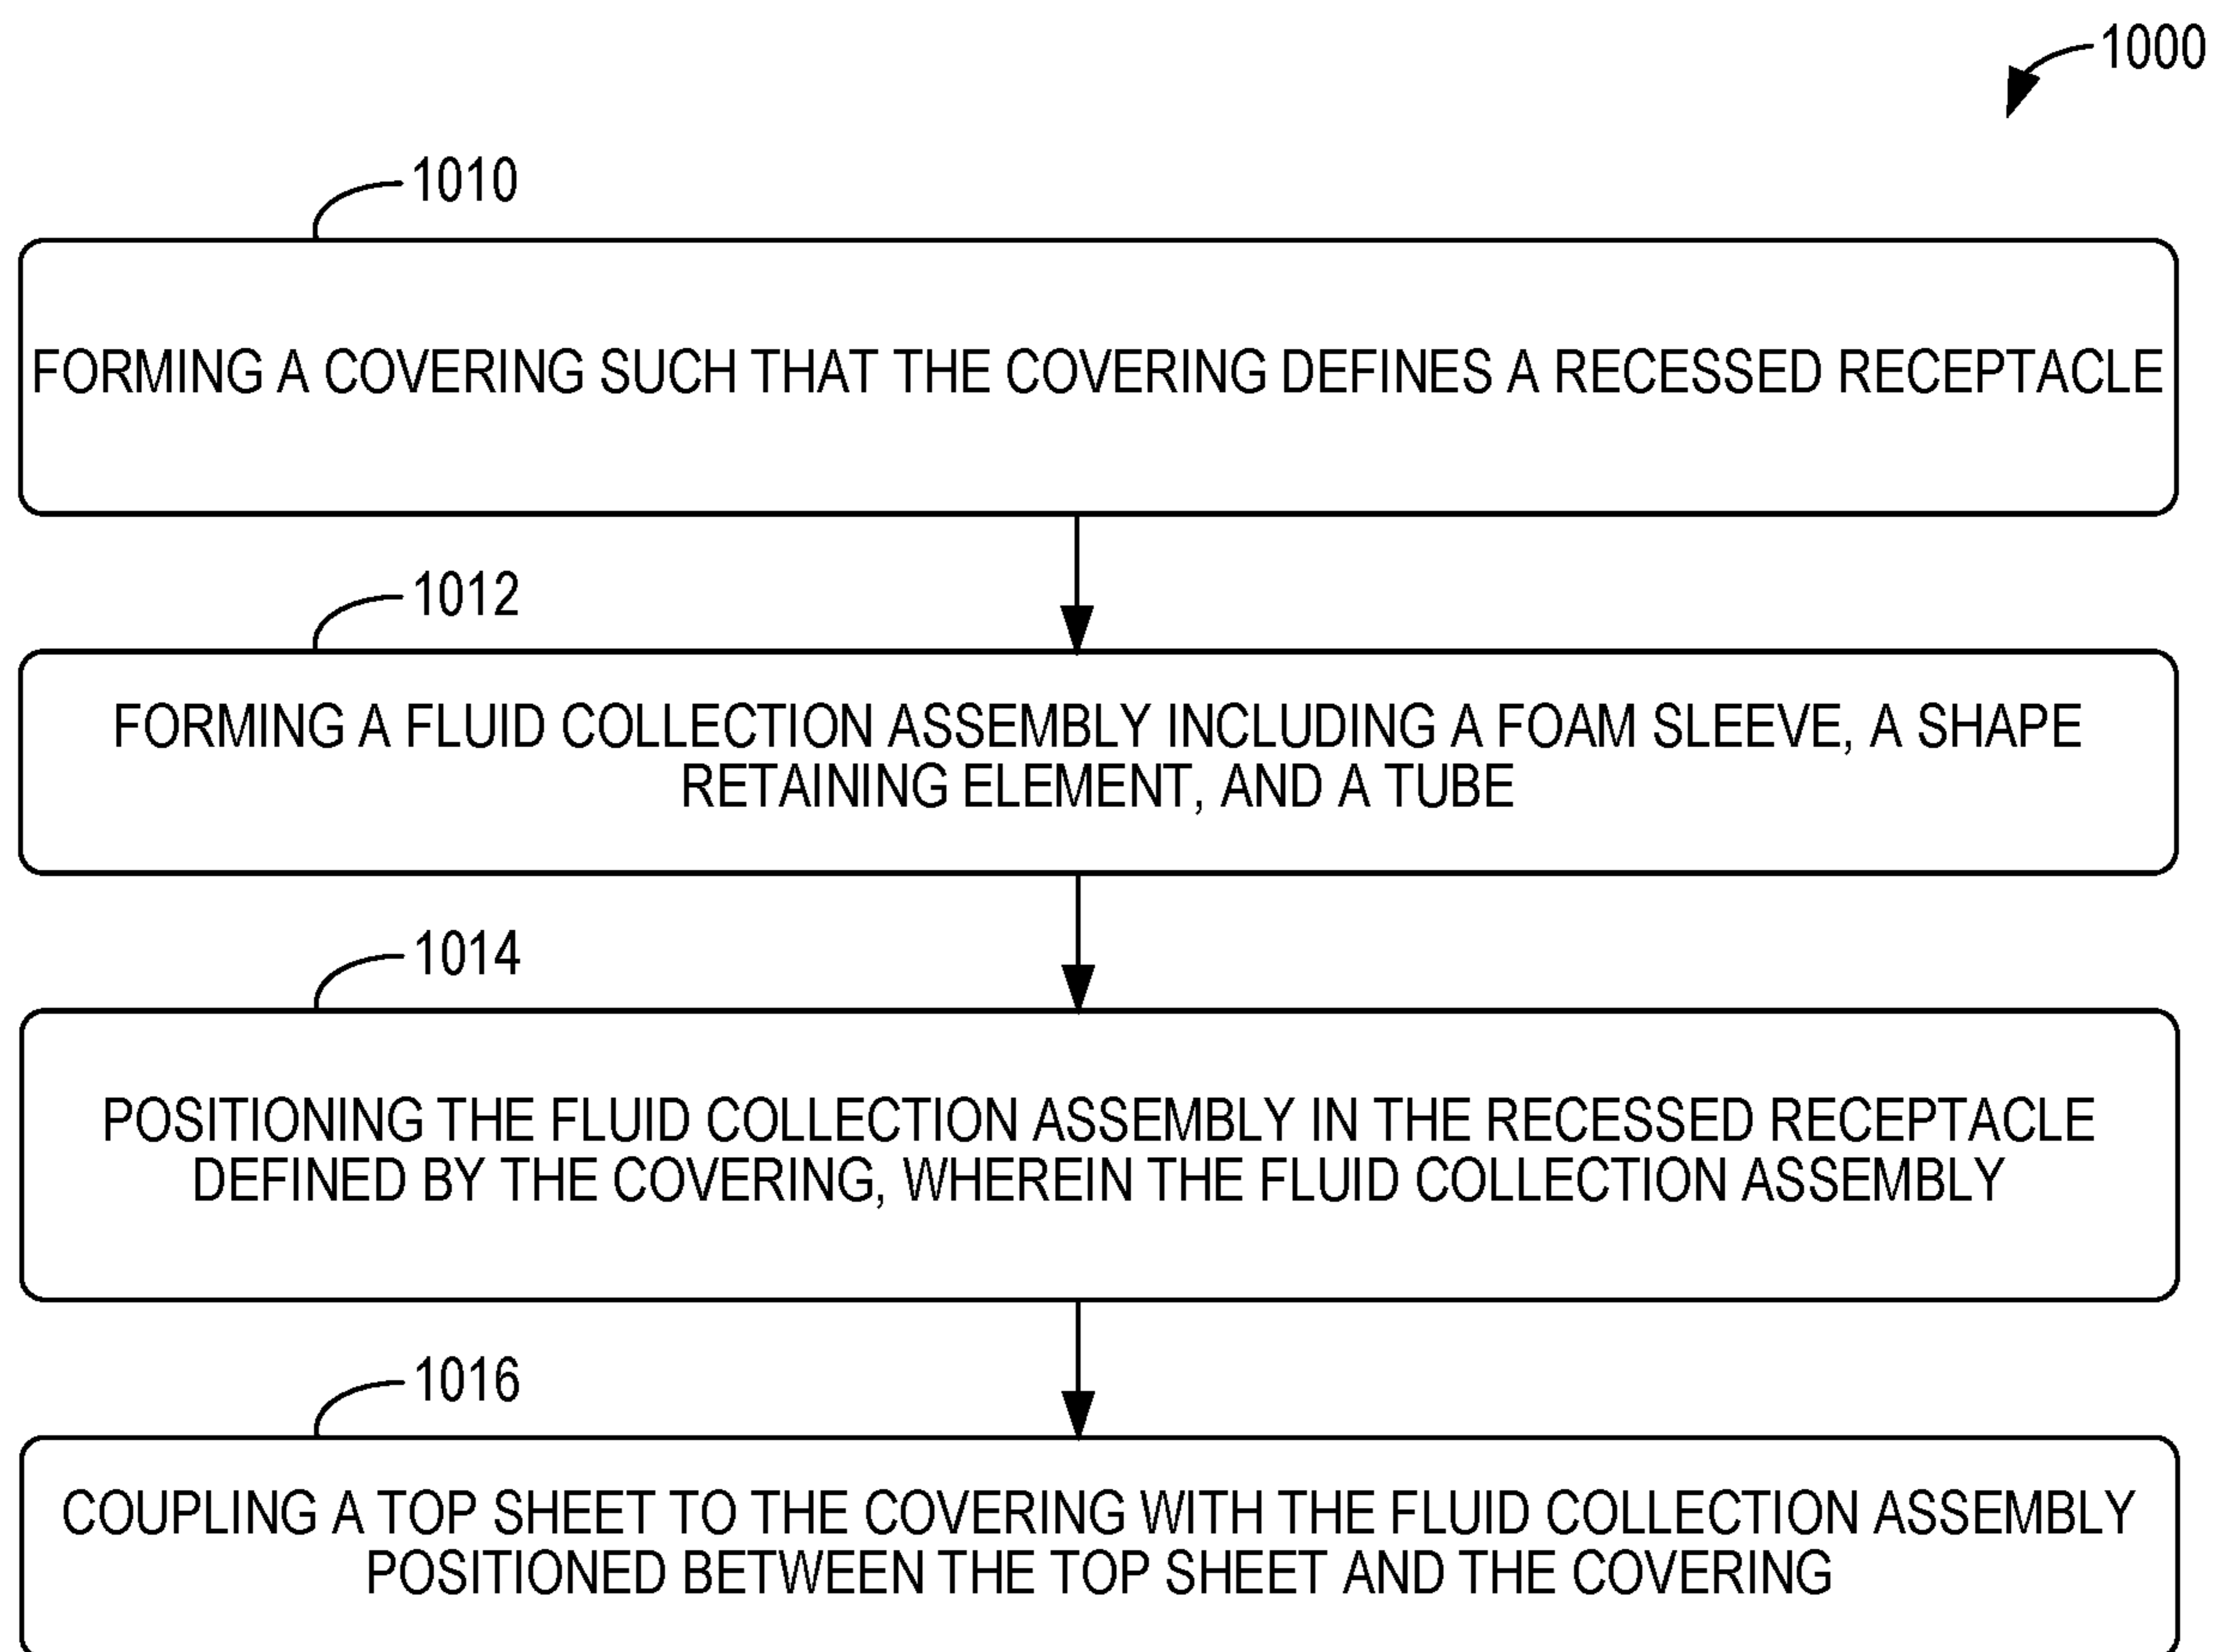 1000
1010
FORMING A COVERING SUCH THAT THE COVERING DEFINES A RECESSED RECEPTACLE
1012
FORMING A FLUID COLLECTION ASSEMBLY INCLUDING A FOAM SLEEVE, A SHAPE
RETAINING ELEMENT, AND A TUBE
1014
POSITIONING THE FLUID COLLECTION ASSEMBLY IN THE RECESSED RECEPTACLE
DEFINED BY THE COVERING, WHEREIN THE FLUID COLLECTION ASSEMBLY
1016
COUPLING A TOP SHEET TO THE COVERING WITH THE FLUID COLLECTION ASSEMBLY
POSITIONED BETWEEN THE TOP SHEET AND THE COVERING